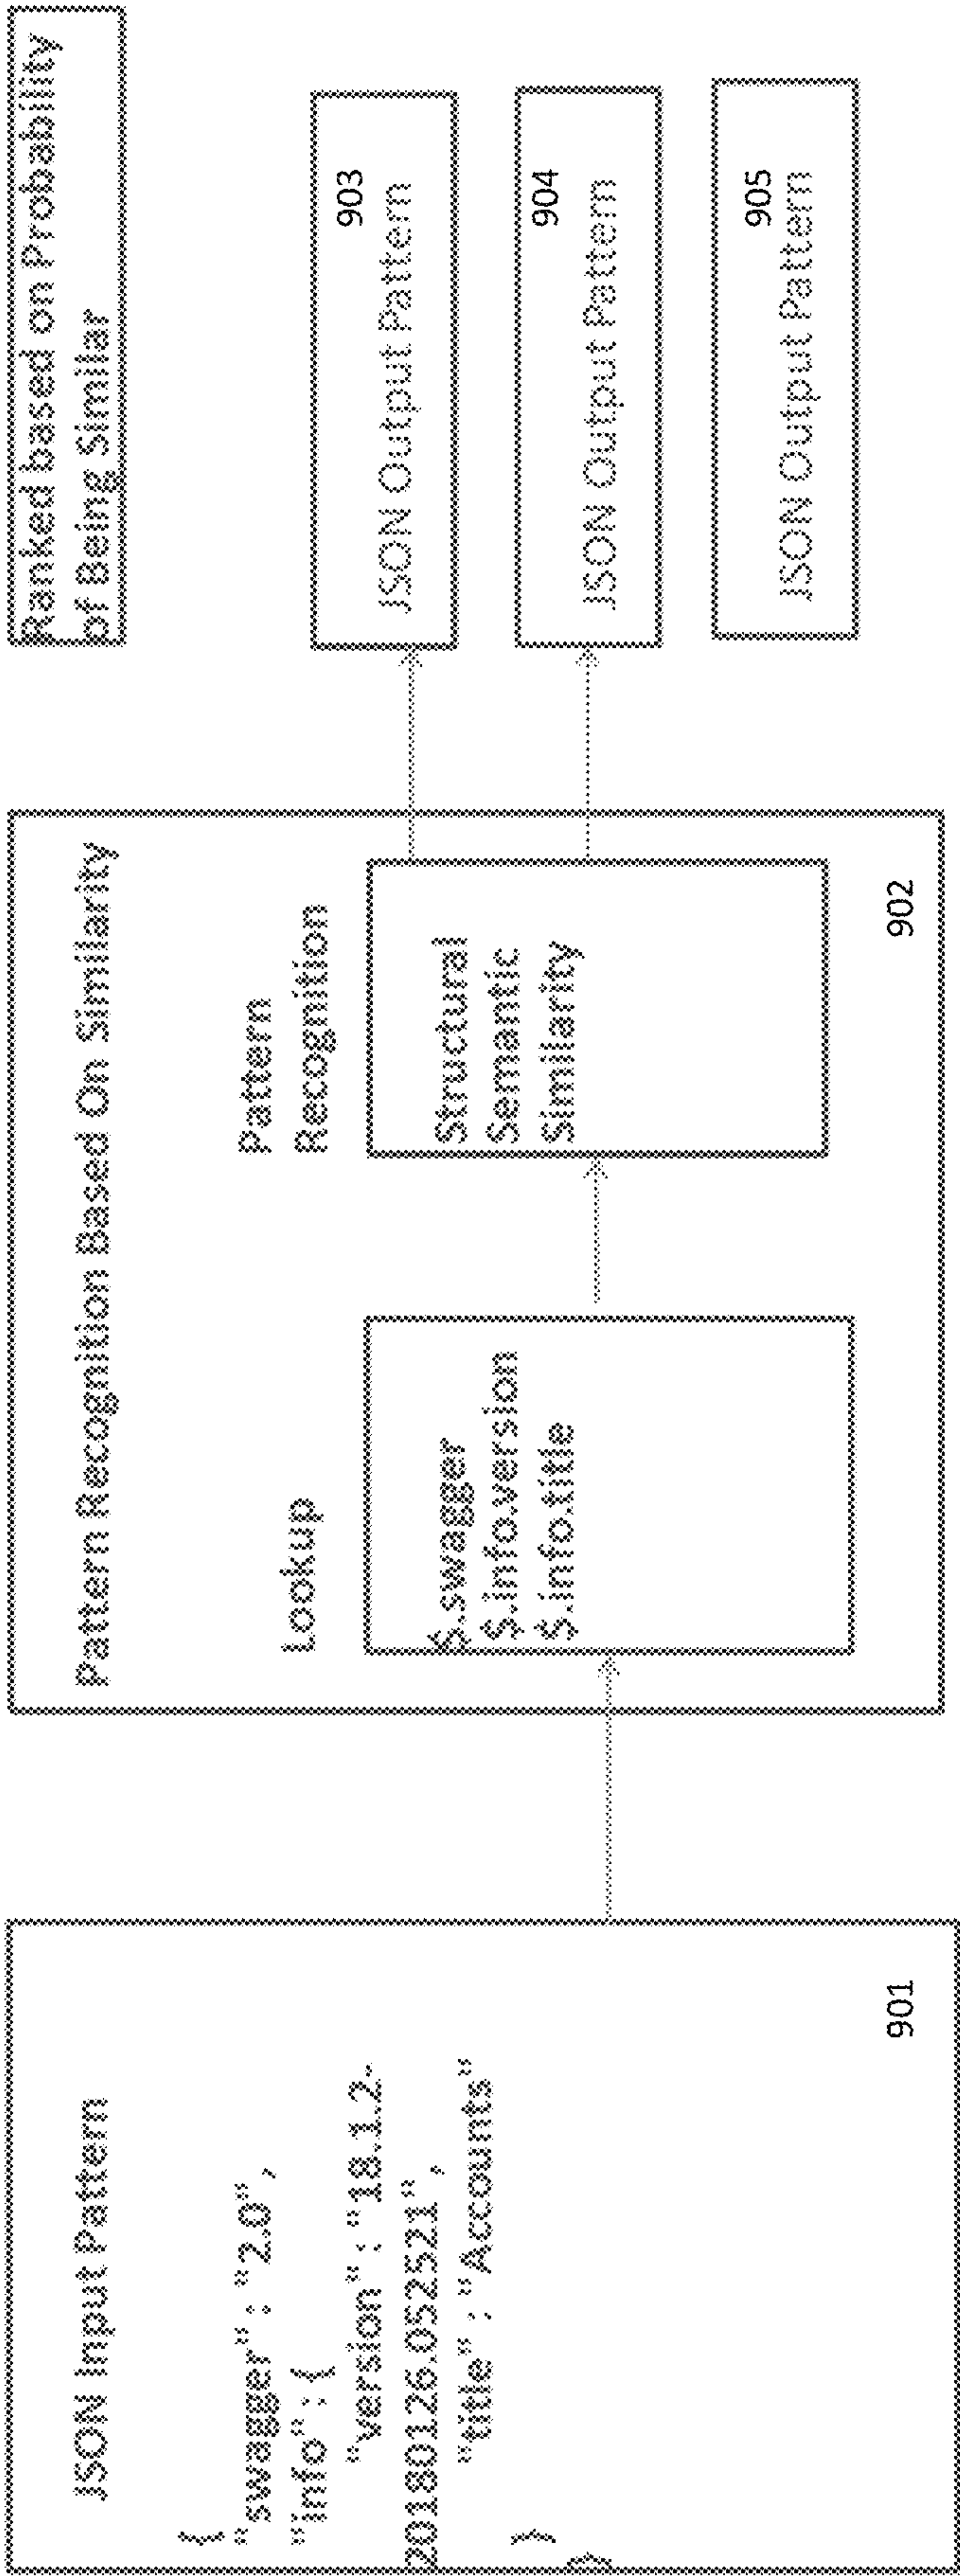 JSON Input Pattern
{
"swagger" : "2.0" ,
"info" : {
"version" : "18.1.2-
20180126.052521" ,
"title" : "Accounts"
}
}
901
Pattern Recognition Based On Similarity
Lookup
$.swagger
$.info.version
$.info.title
Pattern
Recognition
Structural
Semantic
Similarity
902
Ranked based on Probability
of Being Similar
903
JSON Output Pattern
904
JSON Output Pattern
905
JSON Output Pattern